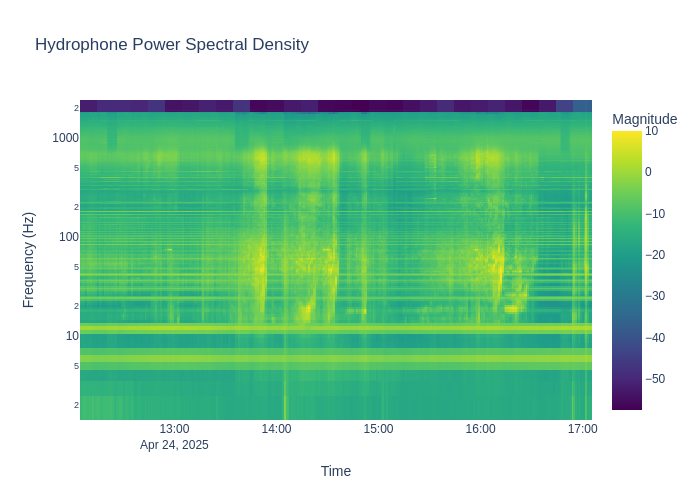 Hydrophone Power Spectral Density
Magnitude
Frequency (Hz)
2
1000
5
2
100
5
2
10
5
2
10
0
−10
−20
−30
−40
−50
13:00 14:00 15:00 16:00 17:00
Apr 24, 2025
Time